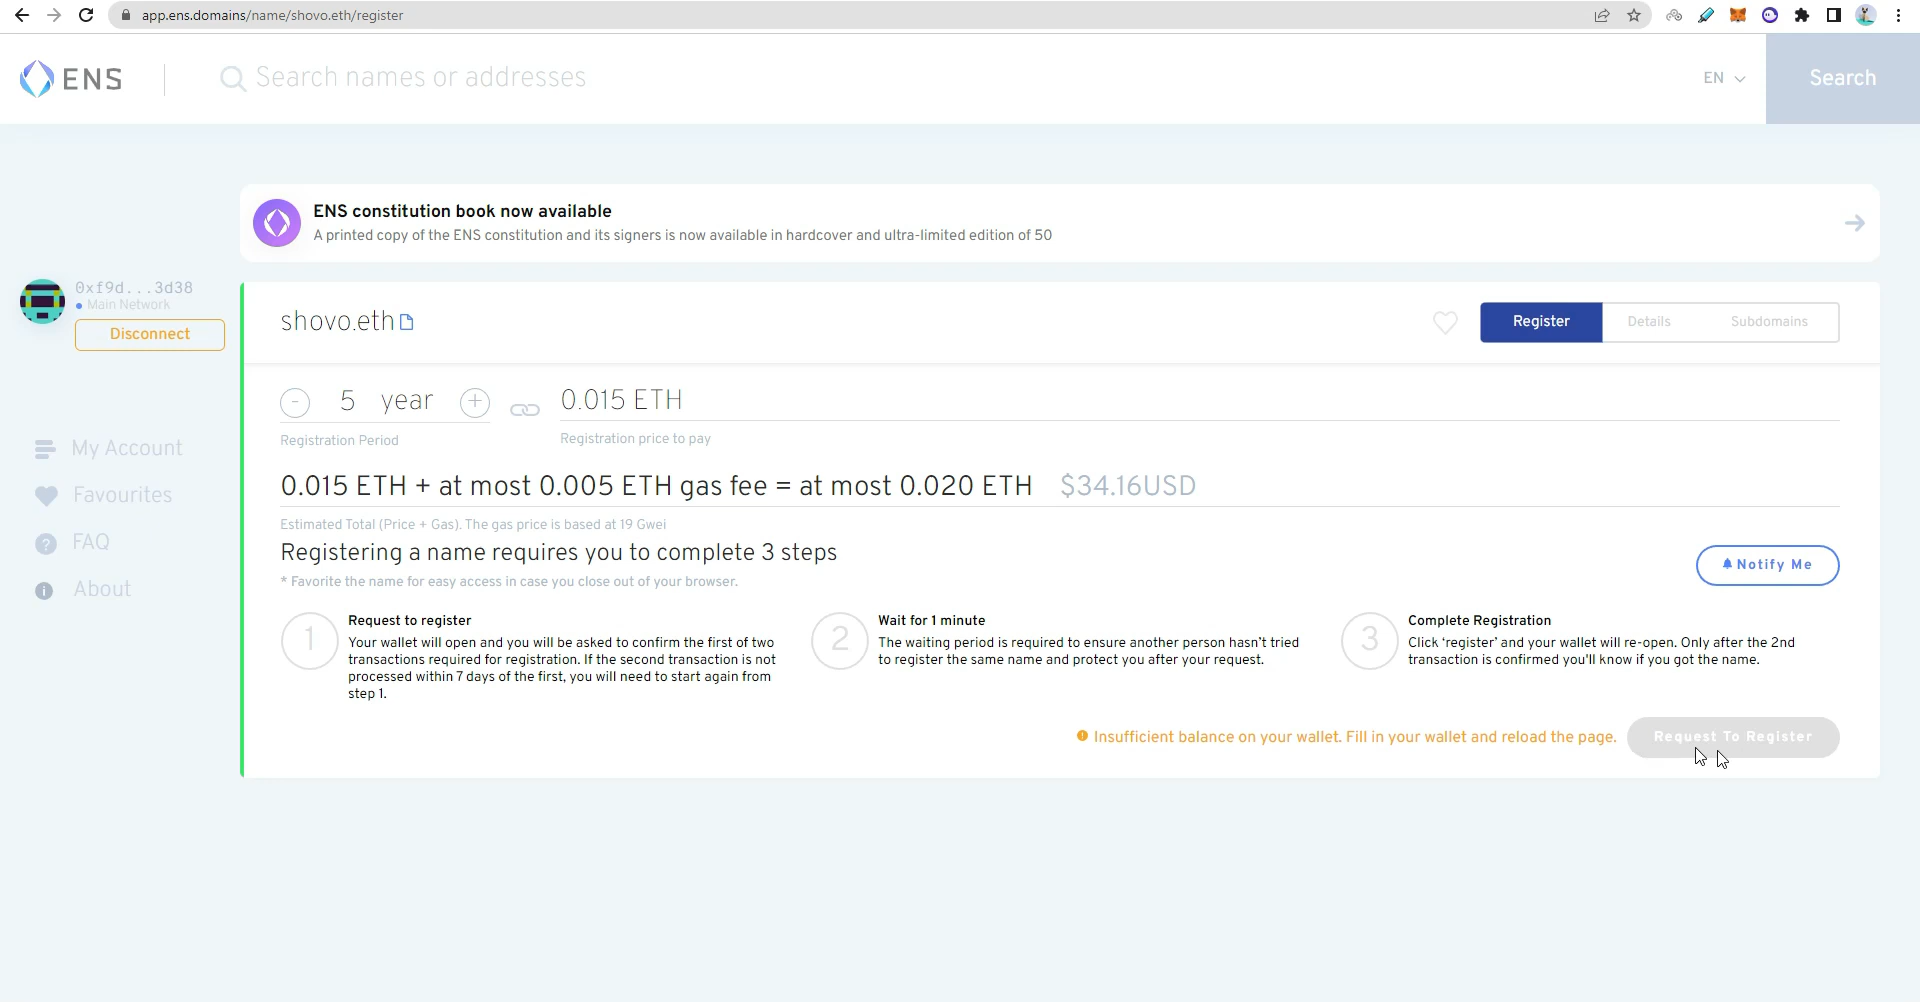 app.ens.domains/name/shovo.eth/register
ENS
Search names or addresses
EN
Search
ENS constitution book now available
A printed copy of the ENS constitution and its signers is now available in hardcover and ultra-limited edition of 50
0xf9d...3d38
Main Network
Disconnect
shovo.eth
Register
Details
Subdomains
- 5 year +
0.015 ETH
Registration Period
Registration price to pay
My Account
Favourites
FAQ
About
0.015 ETH + at most 0.005 ETH gas fee = at most 0.020 ETH $34.16USD
Estimated Total (Price + Gas). The gas price is based at 19 Gwei
Registering a name requires you to complete 3 steps
* Favorite the name for easy access in case you close out of your browser.
Notify Me
1
Request to register
Your wallet will open and you will be asked to confirm the first of two
transactions required for registration. If the second transaction is not
processed within 7 days of the first, you will need to start again from
step 1.
2
Wait for 1 minute
The waiting period is required to ensure another person hasn't tried
to register the same name and protect you after your request.
3
Complete Registration
Click ‘register’ and your wallet will re-open. Only after the 2nd
transaction is confirmed you'll know if you got the name.
Insufficient balance on your wallet. Fill in your wallet and reload the page.
Request To Register